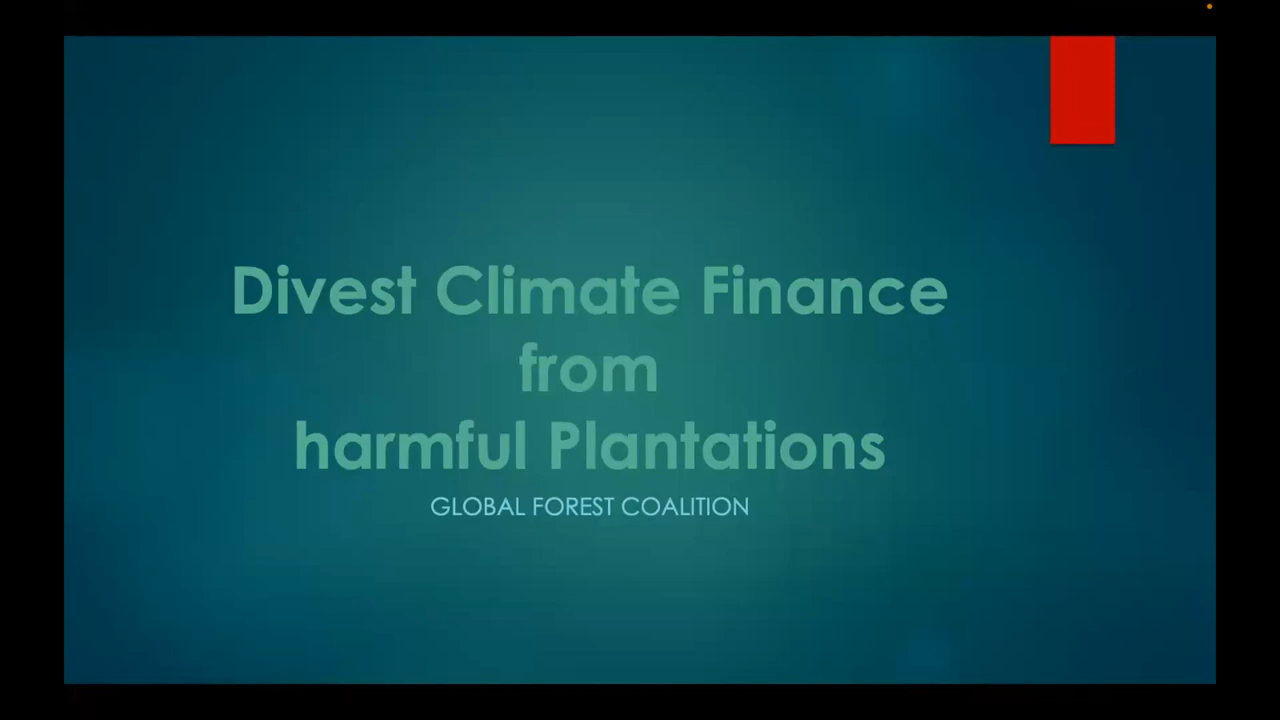 Divest Climate Finance
from
harmful Plantations
GLOBAL FOREST COALITION